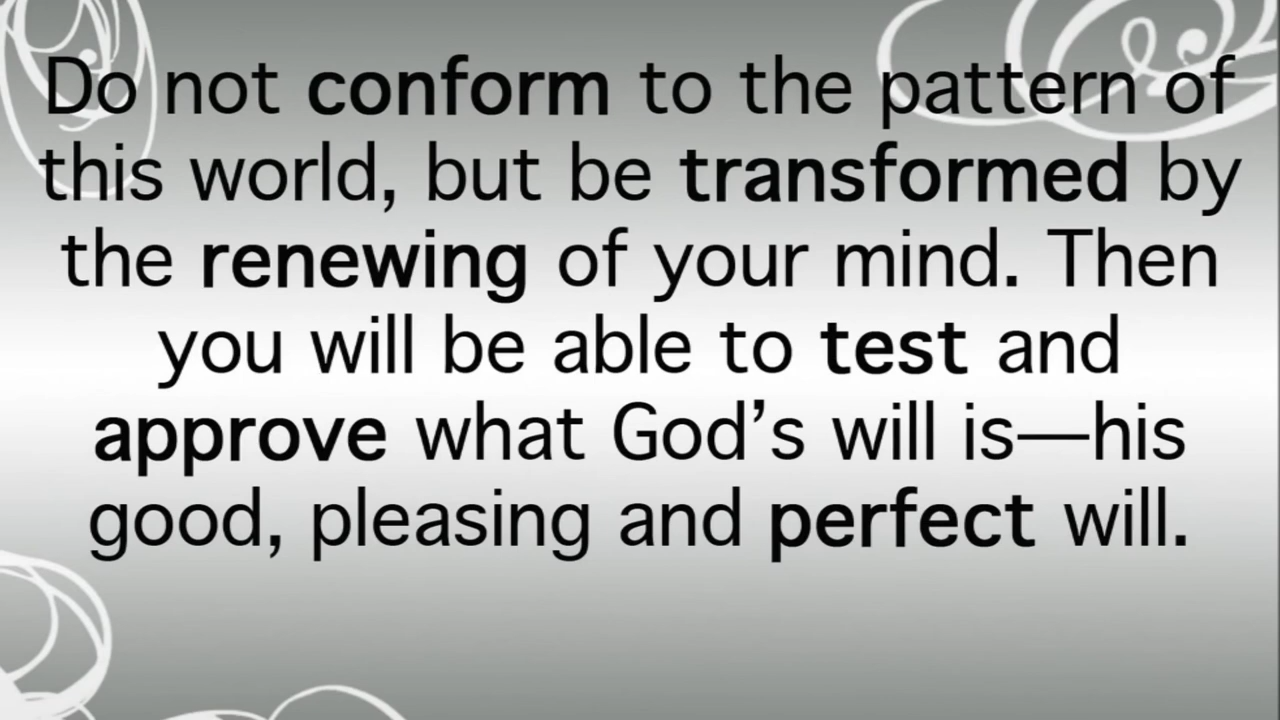 Do not conform to the pattern of
this world, but be transformed by
the renewing of your mind. Then
you will be able to test and
approve what God’s will is—his
good, pleasing and perfect will.